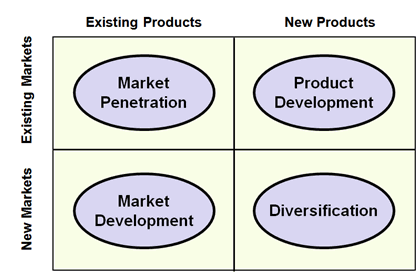 Existing Products
New Products
Existing Markets
Market
Penetration
Product
Development
New Markets
Market
Development
Diversification